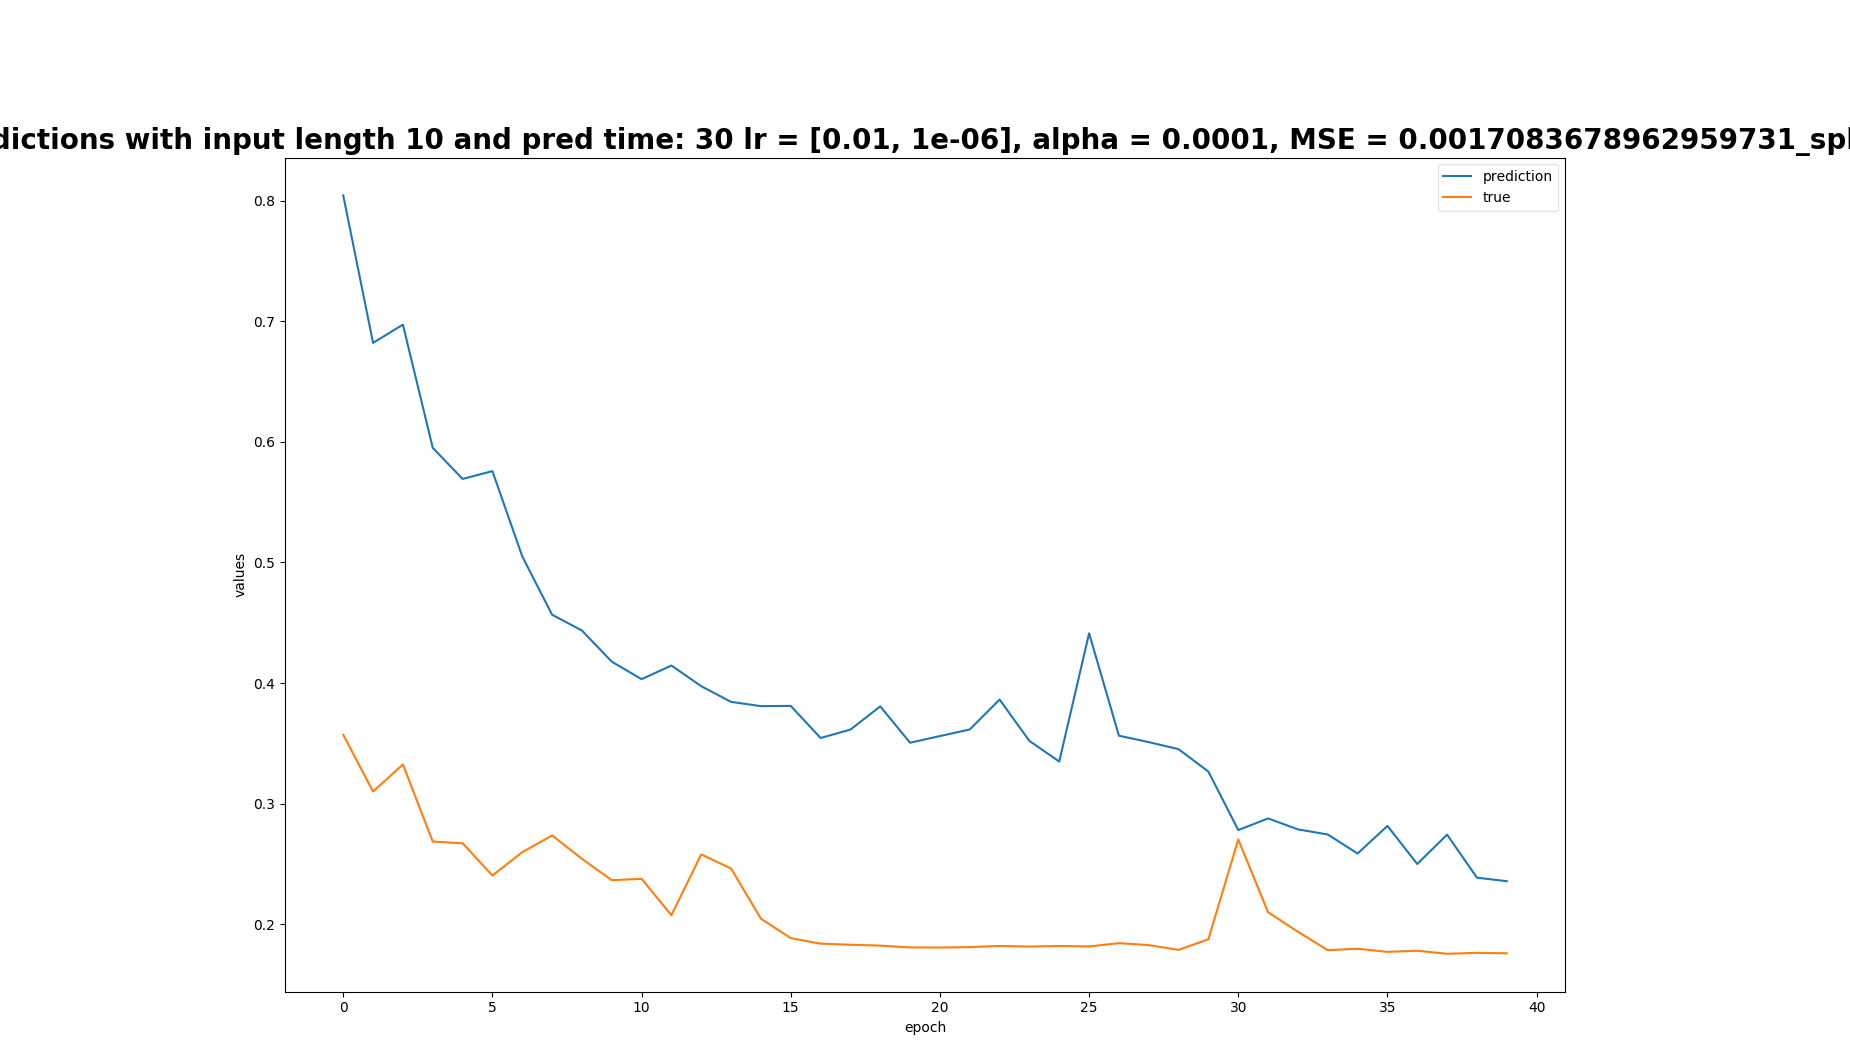 dictions with input length 10 and pred time: 30 lr = [0.01, 1e-06], alpha = 0.0001, MSE = 0.0017083678962959731_spl
prediction
true
0.8
0.7
0.6
0.5
0.4
0.3
0.2
values
0 5 10 15 20 25 30 35 40
epoch